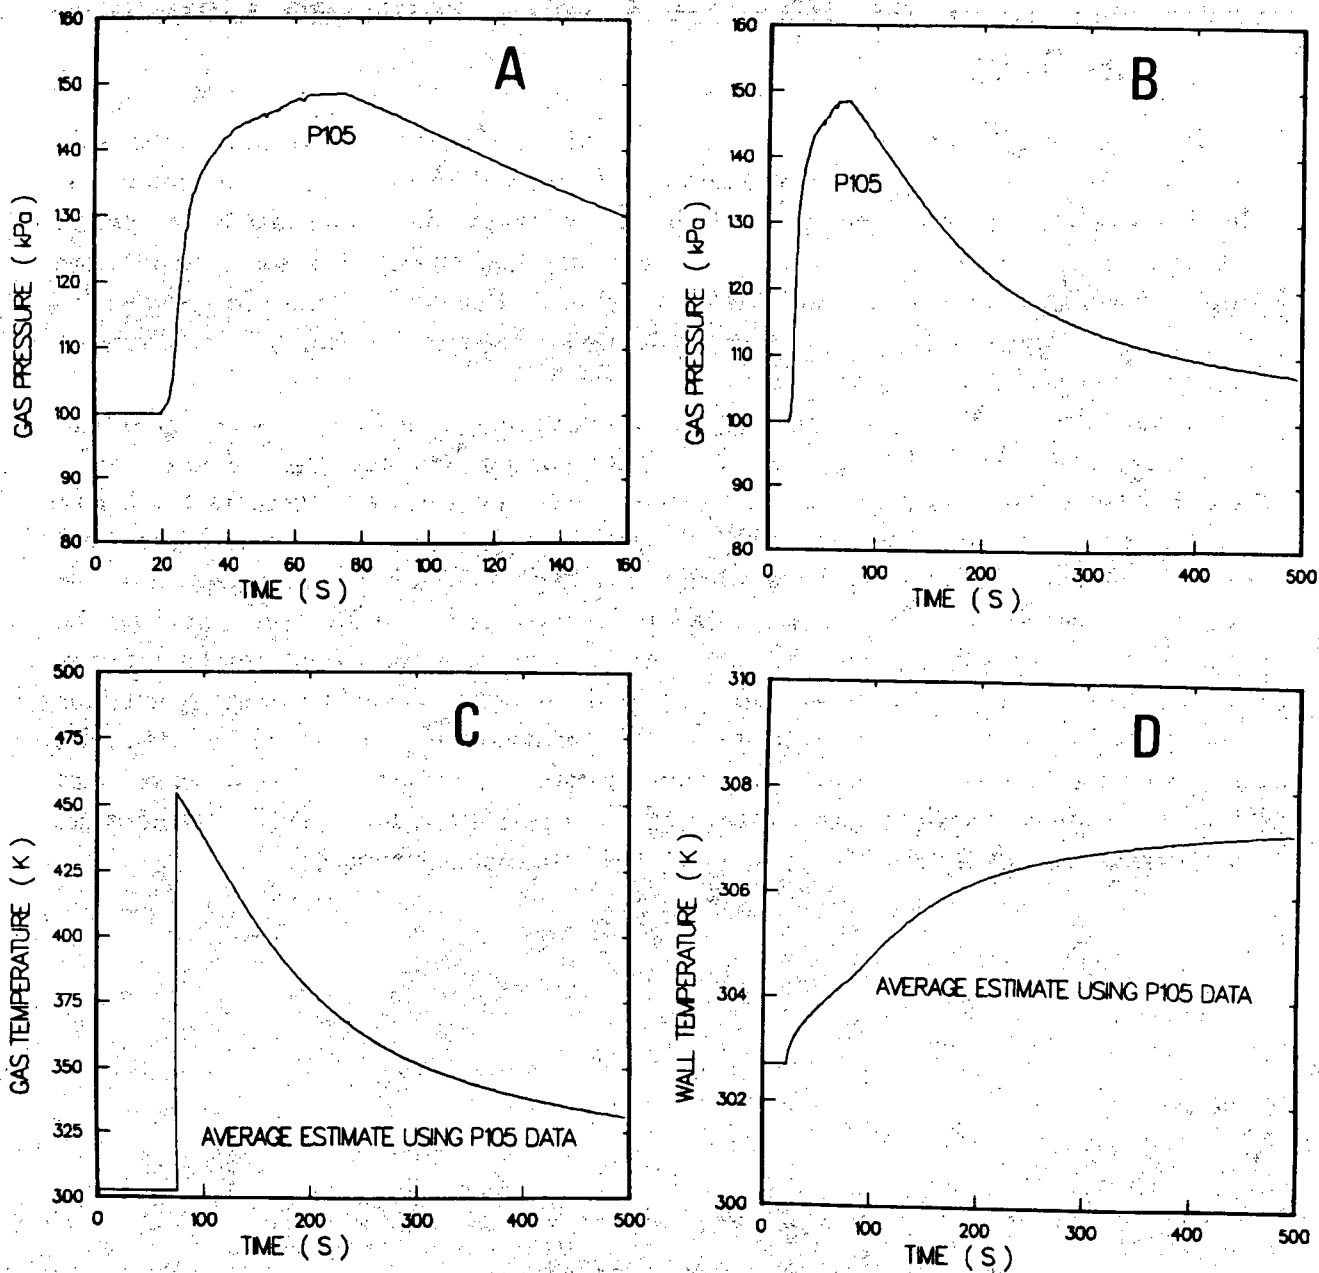 A
GAS PRESSURE ( kPa )
180
150
140
130
120
110
100
90
80
P105
0 20 40 60 80 100 120 140 160
TIME ( S )
B
GAS PRESSURE ( kPa )
160
150
140
130
120
110
100
90
80
P105
0 100 200 300 400 500
TIME ( S )
C
GAS TEMPERATURE ( K )
500
475
450
425
400
375
350
325
300
AVERAGE ESTIMATE USING P105 DATA
0 100 200 300 400 500
TIME ( S )
D
WALL TEMPERATURE ( K )
310
308
306
304
302
300
AVERAGE ESTIMATE USING P105 DATA
0 100 200 300 400 500
TIME ( S )